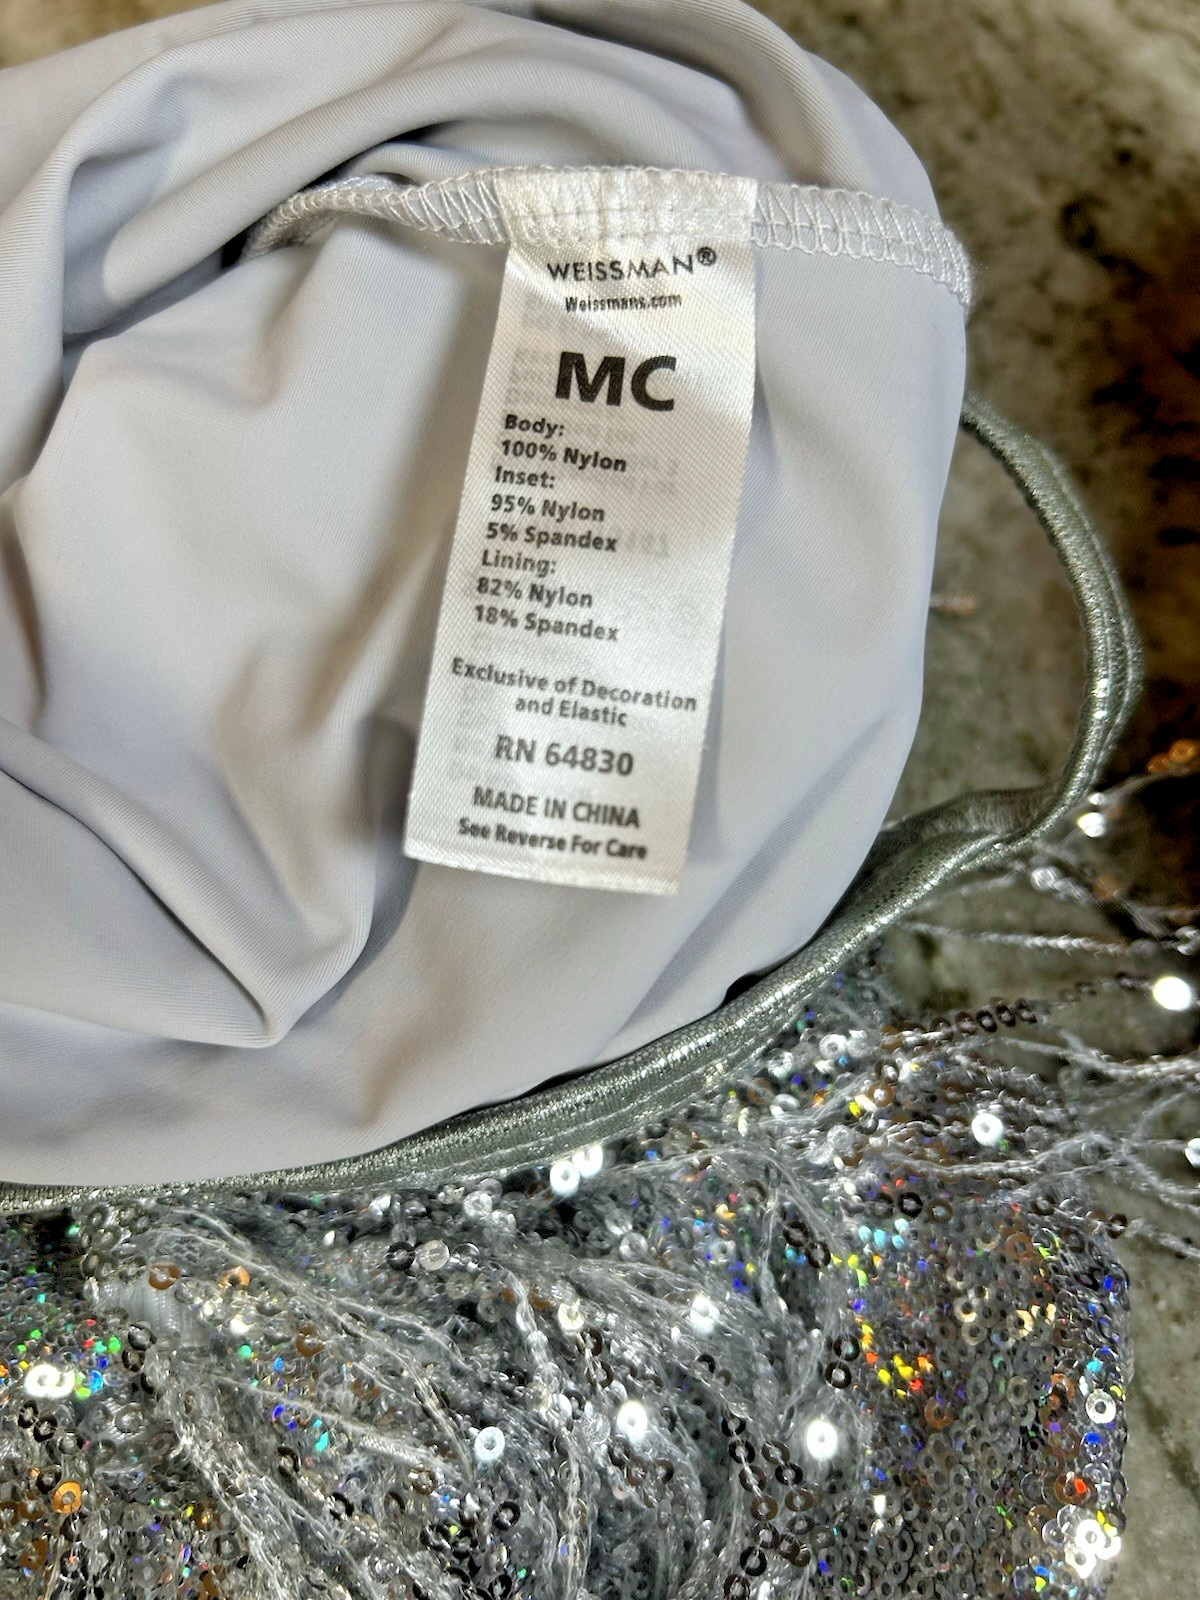 WEISSMAN®
Weissmans.com
MC
Body:
100% Nylon
Inset:
95% Nylon
5% Spandex
Lining:
82% Nylon
18% Spandex
Exclusive of Decoration
and Elastic
RN 64830
MADE IN CHINA
See Reverse For Care